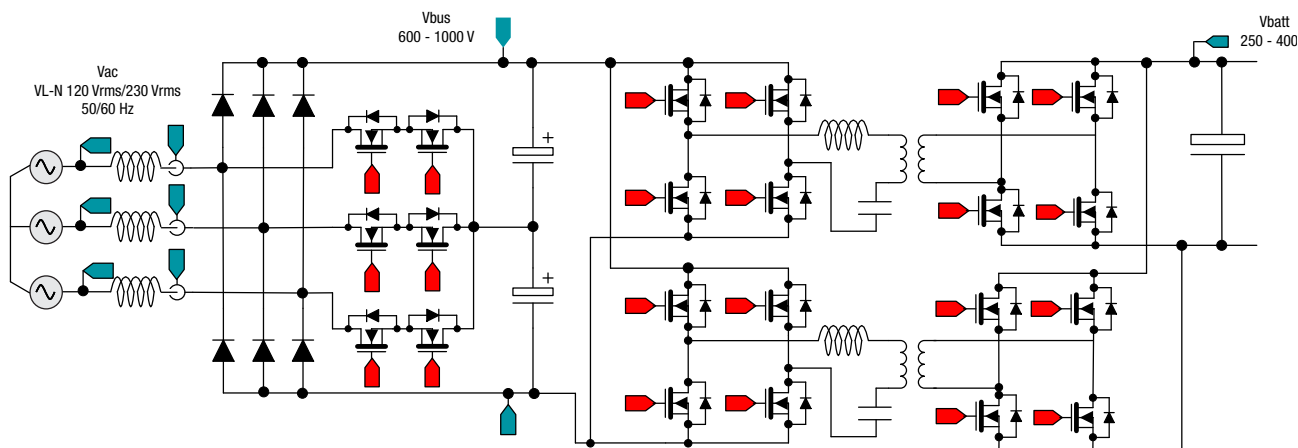 Vbus
600 - 1000 V
Vbatt
250 - 400
Vac
VL-N 120 Vrms/230 Vrms
50/60 Hz
+
+